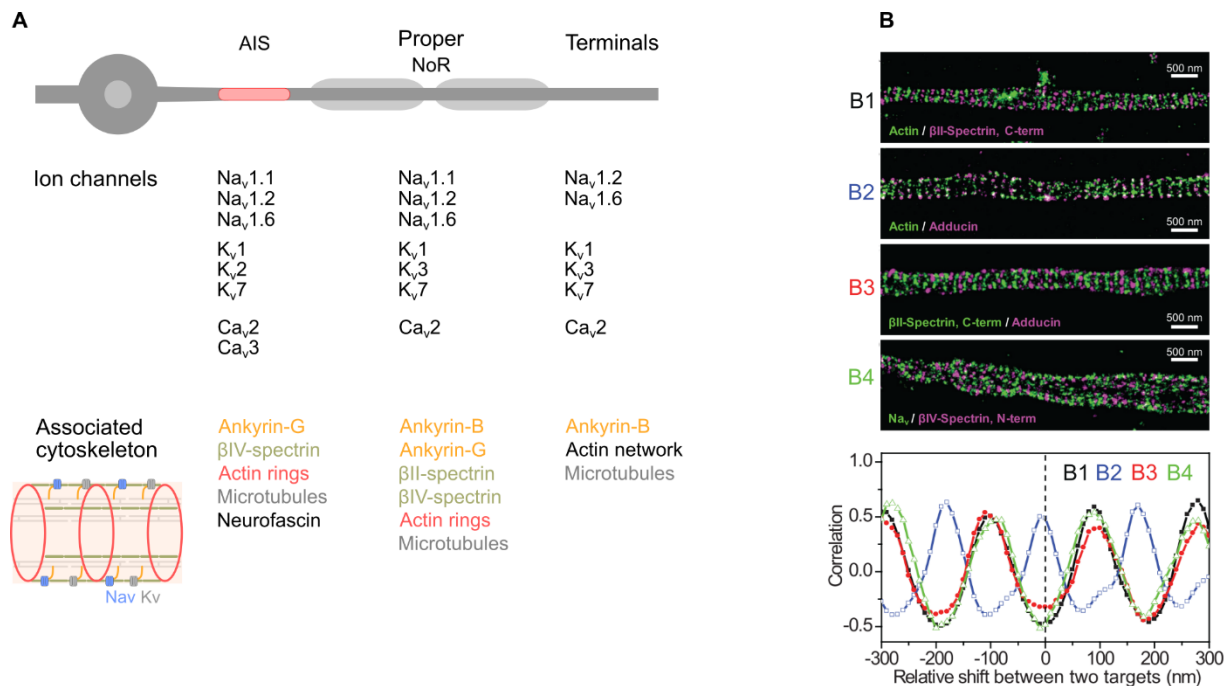 A
AIS
Proper
NoR
Terminals
Ion channels
Nav1.1
Nav1.2
Nav1.6
Kv1
Kv2
Kv7
Cav2
Cav3
Nav1.1
Nav1.2
Nav1.6
Kv1
Kv3
Kv7
Cav2
Nav1.2
Nav1.6
Kv1
Kv3
Kv7
Cav2
Associated
cytoskeleton
Ankyrin-G
βIV-spectrin
Actin rings
Microtubules
Neurofascin
Ankyrin-B
Ankyrin-G
βII-spectrin
βIV-spectrin
Actin rings
Microtubules
Ankyrin-B
Actin network
Microtubules
Nav Kv
B
B1
500 nm
Actin / βII-Spectrin, C-term
B2
Actin / Adducin
500 nm
B3
βII-Spectrin, C-term / Adducin
500 nm
B4
500 nm
Nav / βIV-Spectrin, N-term
B1 B2 B3 B4
Correlation
1.0
0.5
0.0
-0.5
-300 -200 -100 0 100 200 300
Relative shift between two targets (nm)